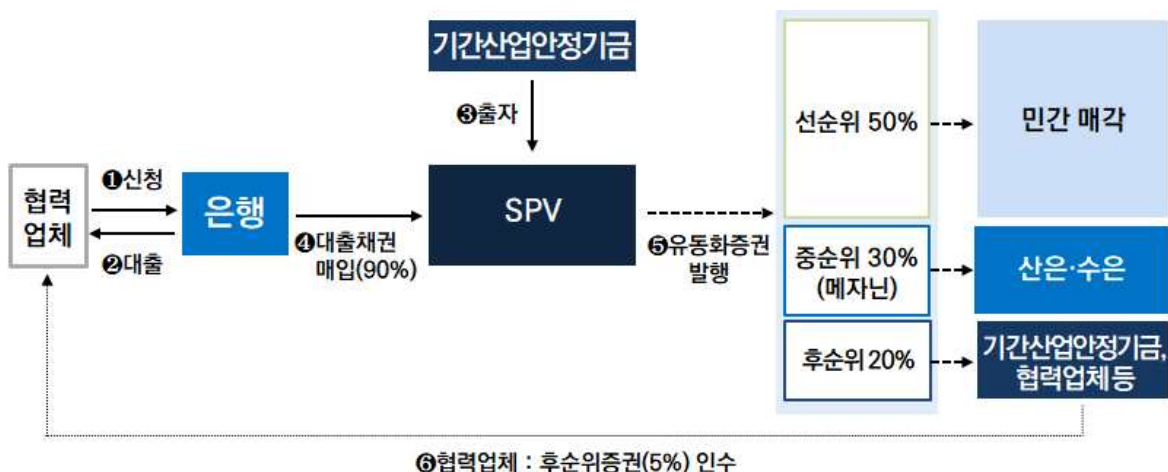 기간산업안정기금
❸출자
협력
업체
❶신청
❷대출
은행
❹대출채권
매입(90%)
SPV
❺유동화증권
발행
선순위 50%
민간 매각
중순위 30%
(메자닌)
산은·수은
후순위 20%
기간산업안정기금,
협력업체 등
❻협력업체 : 후순위증권(5%) 인수